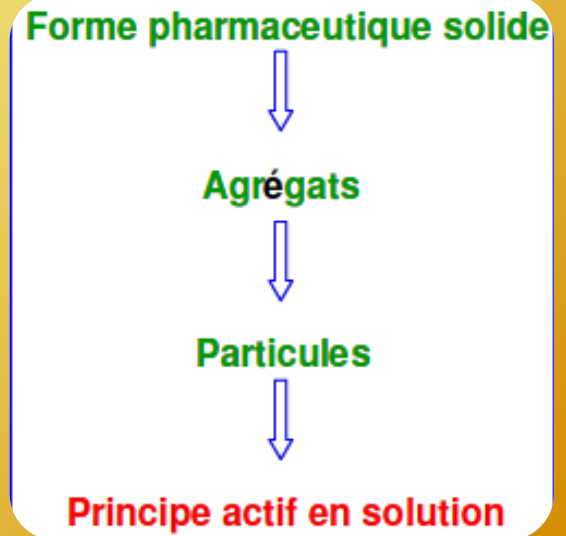 Forme pharmaceutique solide
Agrégats
Particules
Principe actif en solution